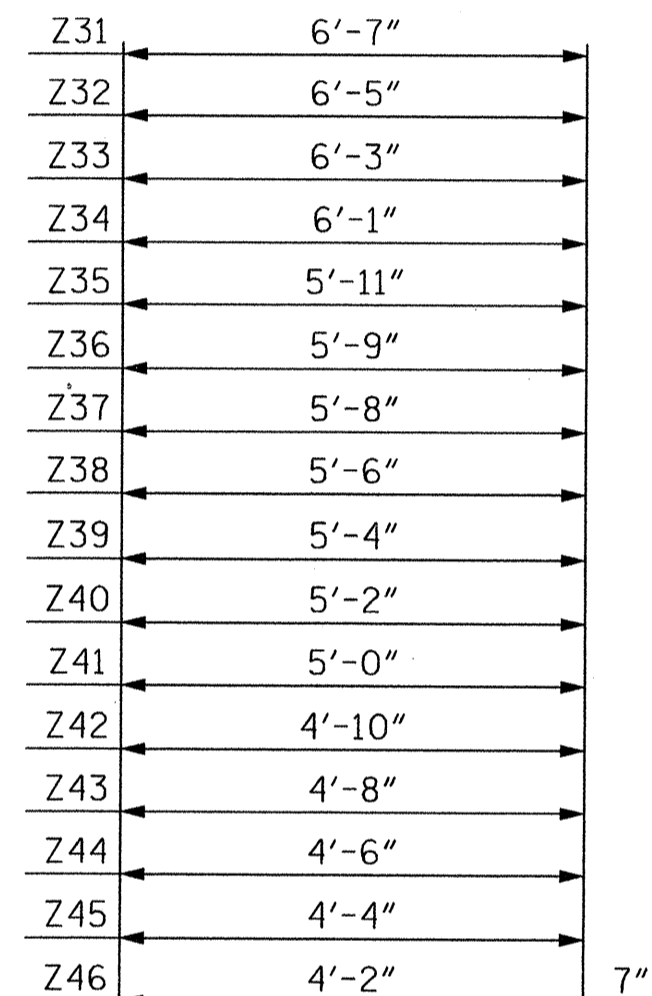 Z31 6′-7″
Z32 6′-5″
Z33 6′-3″
Z34 6′-1″
Z35 5′-11″
Z36 5′-9″
Z37 5′-8″
Z38 5′-6″
Z39 5′-4″
Z40 5′-2″
Z41 5′-0″
Z42 4′-10″
Z43 4′-8″
Z44 4′-6″
Z45 4′-4″
Z46 4′-2″ 7″